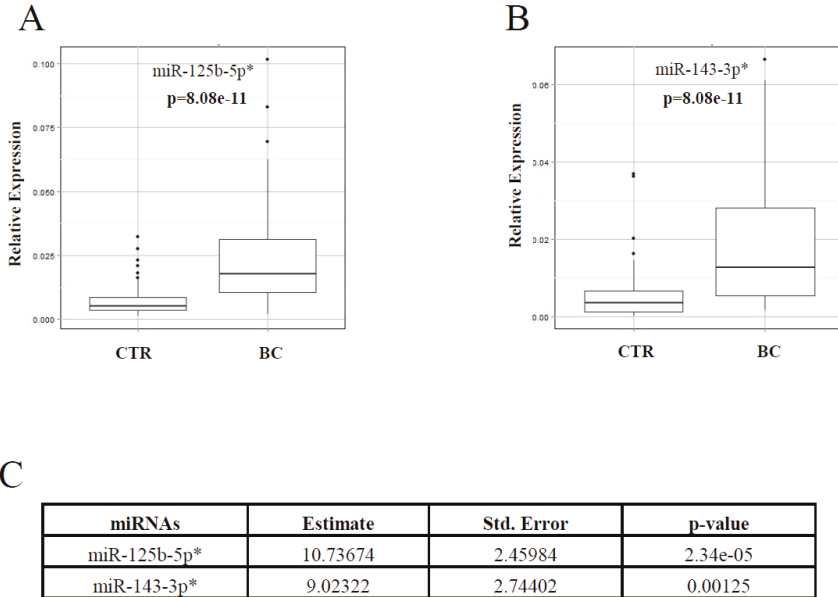 A
miR-125b-5p*
p=8.08e-11
Relative Expression
0.100
0.075
0.050
0.025
0.000
CTR BC
B
miR-143-3p*
p=8.08e-11
Relative Expression
0.06
0.04
0.02
0.00
CTR BC
C
miRNAs Estimate Std. Error p-value
miR-125b-5p* 10.73674 2.45984 2.34e-05
miR-143-3p* 9.02322 2.74402 0.00125